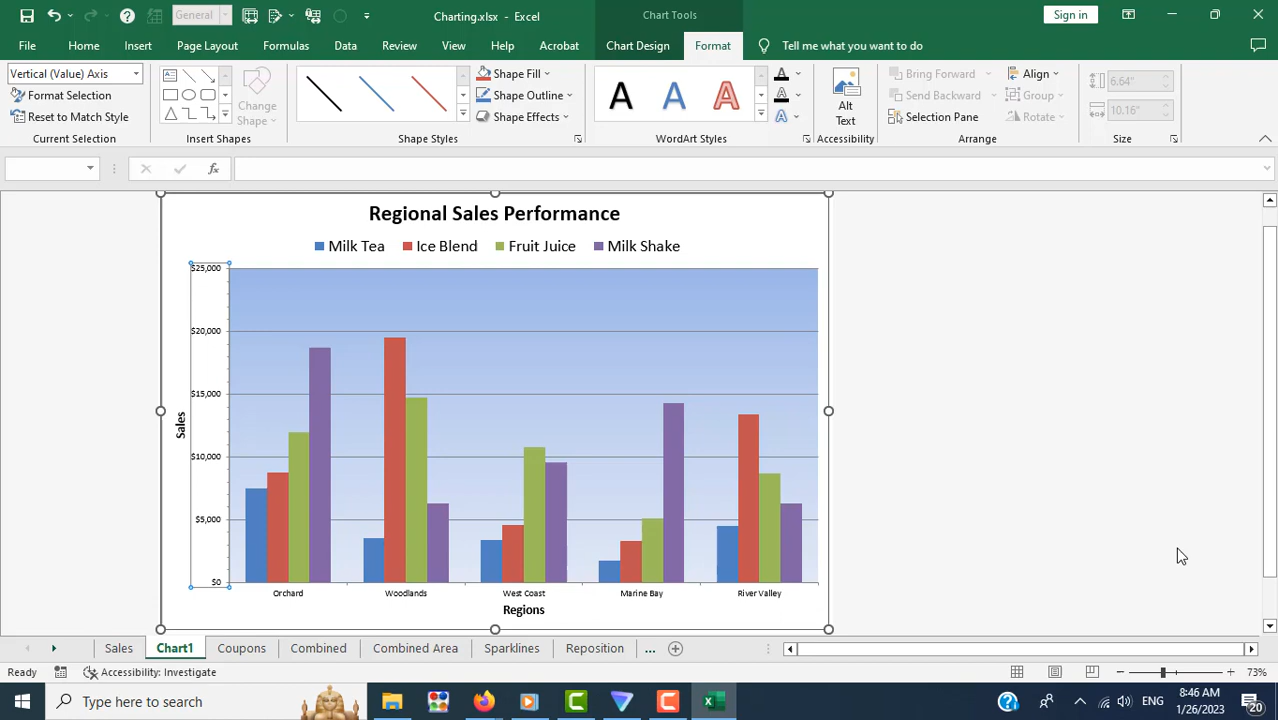 General
Charting.xlsx - Excel
Chart Tools
Sign in
File Home Insert Page Layout Formulas Data Review View Help Acrobat Chart Design Format Tell me what you want to do
Vertical (Value) Axis
Format Selection
Reset to Match Style
Current Selection
Change
Shape
Insert Shapes
Shape Fill
Shape Outline
Shape Effects
Shape Styles
A A A
A
A
A
WordArt Styles
Alt
Text
Accessibility
Bring Forward
Send Backward
Selection Pane
Align
Group
Rotate
Arrange
6.64"
10.16"
Size
fx
Regional Sales Performance
Milk Tea Ice Blend Fruit Juice Milk Shake
$25,000
$20,000
$15,000
$10,000
$5,000
$0
Sales
Orchard Woodlands West Coast Marine Bay River Valley
Regions
Sales Chart1 Coupons Combined Combined Area Sparklines Reposition ...
Ready Accessibility: Investigate
73%
Type here to search
ENG
8:46 AM
1/26/2023
20